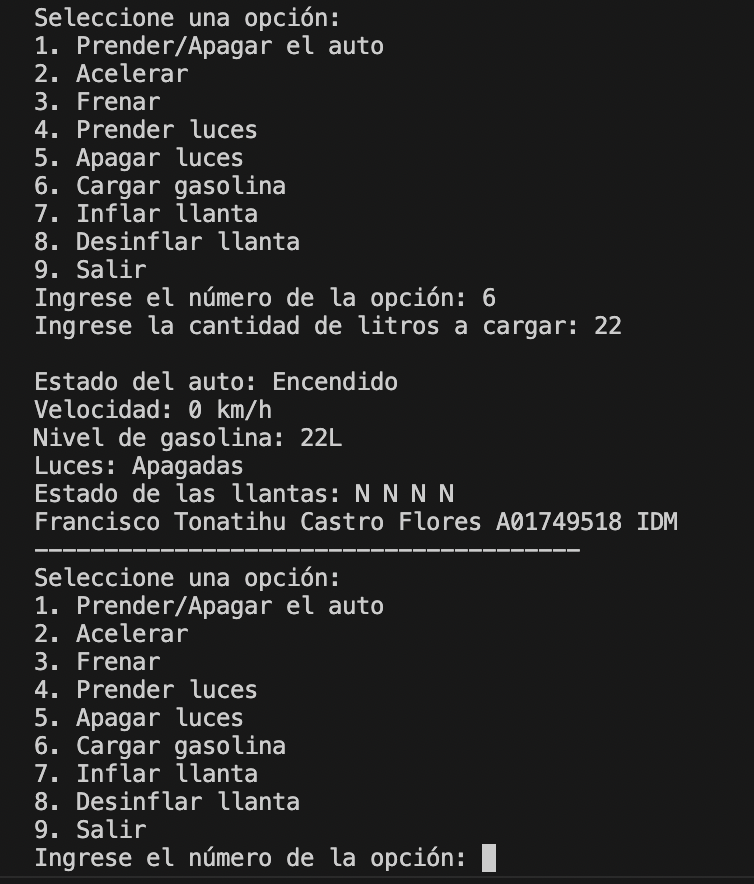 Seleccione una opción:
1. Prender/Apagar el auto
2. Acelerar
3. Frenar
4. Prender luces
5. Apagar luces
6. Cargar gasolina
7. Inflar llanta
8. Desinflar llanta
9. Salir
Ingrese el número de la opción: 6
Ingrese la cantidad de litros a cargar: 22

Estado del auto: Encendido
Velocidad: 0 km/h
Nivel de gasolina: 22L
Luces: Apagadas
Estado de las llantas: N N N N
Francisco Tonatihu Castro Flores A01749518 IDM
---------------------------------------
Seleccione una opción:
1. Prender/Apagar el auto
2. Acelerar
3. Frenar
4. Prender luces
5. Apagar luces
6. Cargar gasolina
7. Inflar llanta
8. Desinflar llanta
9. Salir
Ingrese el número de la opción: